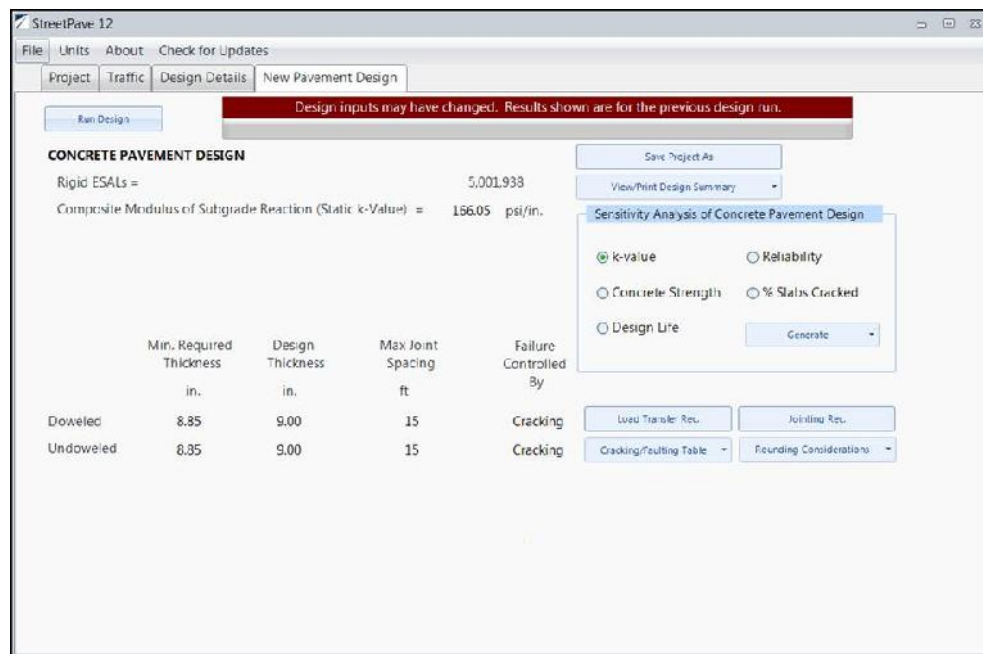 StreetPave 12
File Units About Check for Updates
Project Traffic Design Details New Pavement Design
Run Design
Design inputs may have changed. Results shown are for the previous design run.
CONCRETE PAVEMENT DESIGN
Save Project As
Rigid ESALs = 5,001,938
View/Print Design Summary
Composite Modulus of Subgrade Reaction (Static k-Value) = 166.05 psi/in.
Sensitivity Analysis of Concrete Pavement Design
k-value Reliability
Concrete Strength % Slabs Cracked
Design Life Generate
Min. Required Thickness Design Thickness Max Joint Spacing Failure Controlled By
in. in. ft
Doweled 8.85 9.00 15 Cracking
Load Transfer Rec. Jointing Rec.
Undoweled 8.85 9.00 15 Cracking
Cracking/Faulting Table Rounding Considerations